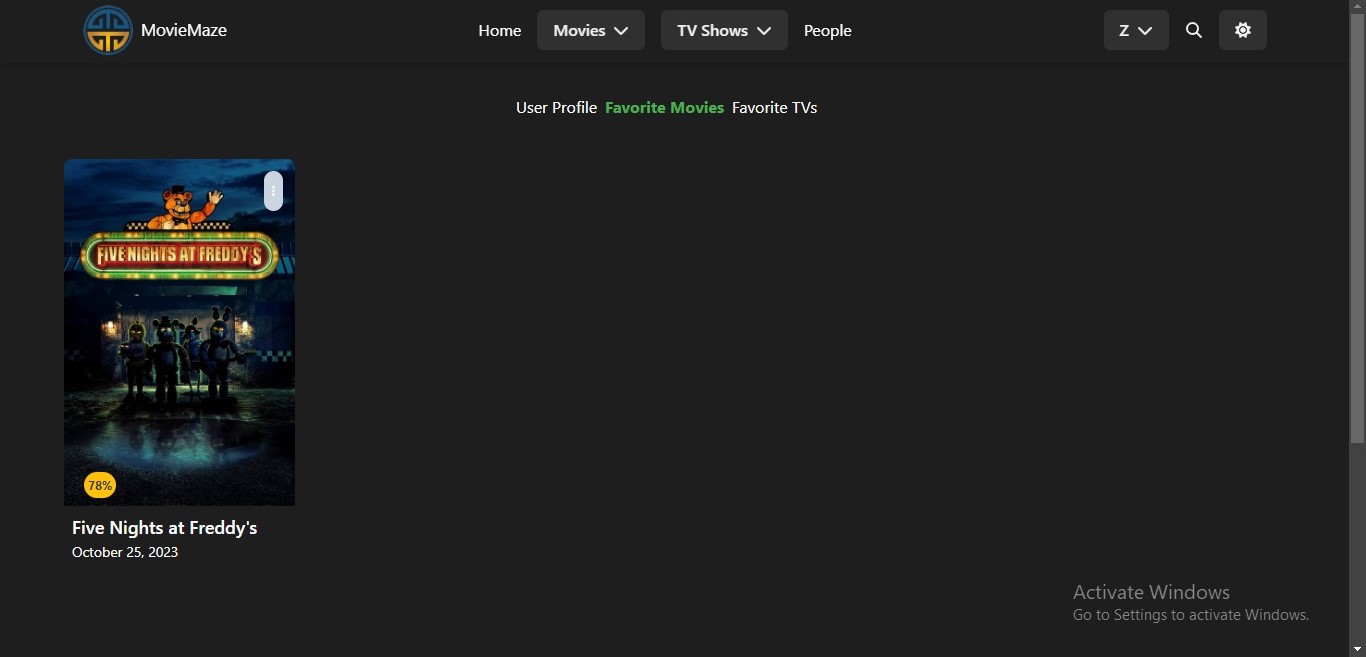 MovieMaze
Home Movies TV Shows People
Z
User Profile Favorite Movies Favorite TVs
FIVE NIGHTS AT FREDDY'S
78%
Five Nights at Freddy's
October 25, 2023
Activate Windows
Go to Settings to activate Windows.